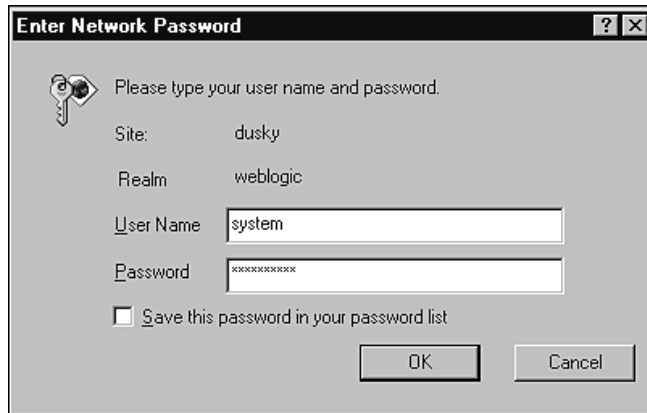 Enter Network Password ? X
Please type your user name and password.
Site: dusky
Realm weblogic
User Name system
Password **********
Save this password in your password list
OK Cancel